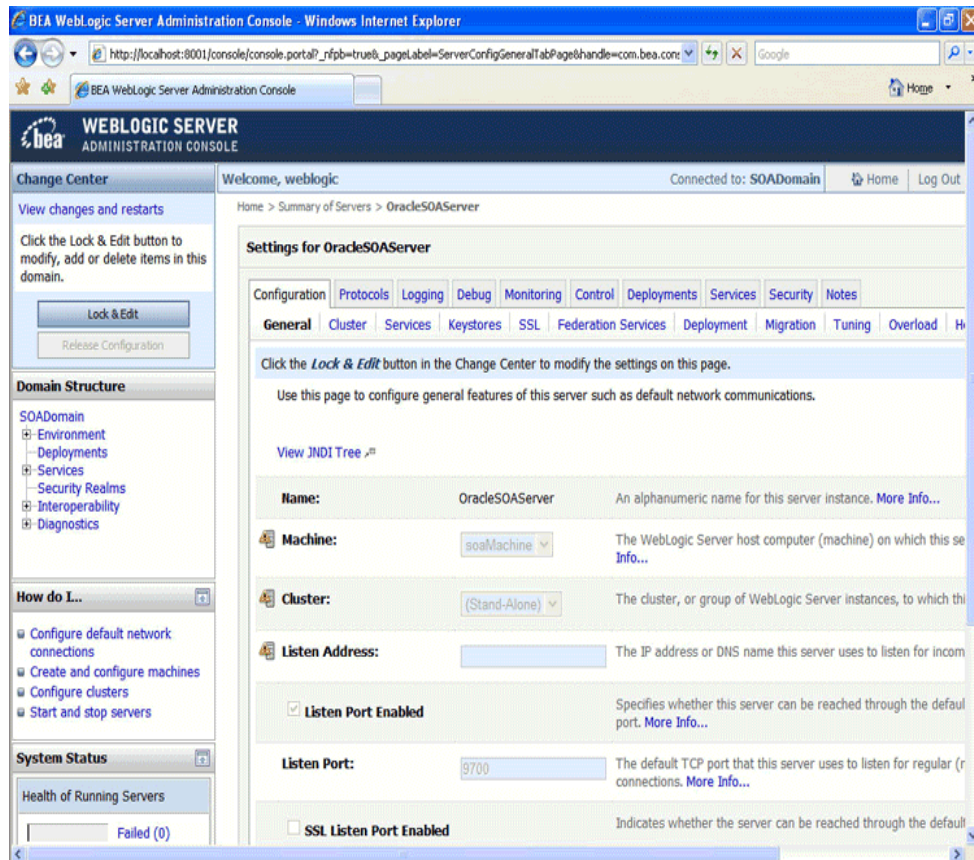 BEA WebLogic Server Administration Console - Windows Internet Explorer
http://localhost:8001/console/console.portal?_nfpb=true&_pageLabel=ServerConfigGeneralTabPage&handle=com.bea.con
Google
BEA WebLogic Server Administration Console
Home
bea
WEBLOGIC SERVER
ADMINISTRATION CONSOLE
Change Center
View changes and restarts
Click the Lock & Edit button to
modify, add or delete items in this
domain.
Lock & Edit
Release Configuration
Domain Structure
SOADomain
Environment
Deployments
Services
Security Realms
Interoperability
Diagnostics
How do I...
Configure default network
connections
Create and configure machines
Configure clusters
Start and stop servers
System Status
Health of Running Servers
Failed (0)
Welcome, weblogic
Connected to: SOADomain
Home
Log Out
Home > Summary of Servers > OracleSOAServer
Settings for OracleSOAServer
Configuration Protocols Logging Debug Monitoring Control Deployments Services Security Notes
General Cluster Services Keystores SSL Federation Services Deployment Migration Tuning Overload
Click the Lock & Edit button in the Change Center to modify the settings on this page.
Use this page to configure general features of this server such as default network communications.
View JNDI Tree
Name: OracleSOAServer An alphanumeric name for this server instance. More Info...
Machine: soaMachine The WebLogic Server host computer (machine) on which this se
Info...
Cluster: (Stand-Alone) The cluster, or group of WebLogic Server instances, to which thi
Listen Address: The IP address or DNS name this server uses to listen for incom
Listen Port Enabled Specifies whether this server can be reached through the defaul
port. More Info...
Listen Port: 9700 The default TCP port that this server uses to listen for regular (r
connections. More Info...
SSL Listen Port Enabled Indicates whether the server can be reached through the default